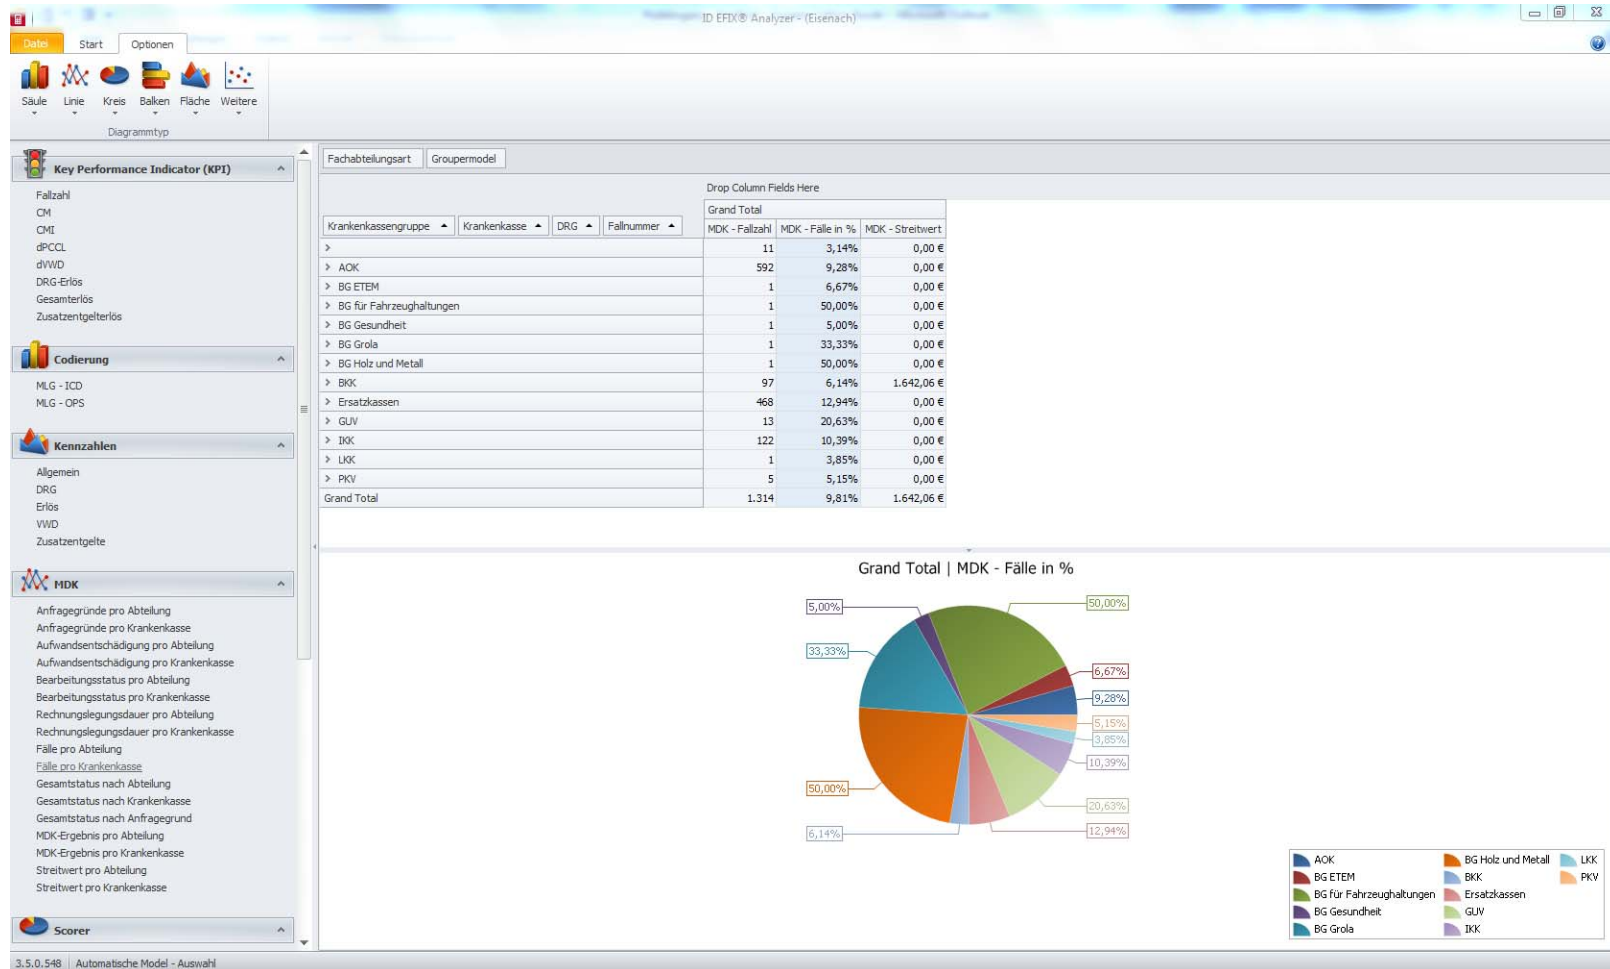 ID EFIX® Analyzer - (Eisenach)
Datei Start Optionen
Säule Linie Kreis Balken Fläche Weitere
Diagrammtyp
Key Performance Indicator (KPI)
Fallzahl
CM
CMI
dPCCL
dVWD
DRG-Erlös
Gesamterlös
Zusatzentgelterlös
Codierung
MLG - ICD
MLG - OPS
Kennzahlen
Allgemein
DRG
Erlös
VWD
Zusatzentgelte
MDK
Anfragegründe pro Abteilung
Anfragegründe pro Krankenkasse
Aufwandsentschädigung pro Abteilung
Aufwandsentschädigung pro Krankenkasse
Bearbeitungsstatus pro Abteilung
Bearbeitungsstatus pro Krankenkasse
Rechnungslegungsdauer pro Abteilung
Rechnungslegungsdauer pro Krankenkasse
Fälle pro Abteilung
Fälle pro Krankenkasse
Gesamtstatus nach Abteilung
Gesamtstatus nach Krankenkasse
Gesamtstatus nach Anfragegrund
MDK-Ergebnis pro Abteilung
MDK-Ergebnis pro Krankenkasse
Streitwert pro Abteilung
Streitwert pro Krankenkasse
Scorer
Fachabteilungsart Groupermodel
Drop Column Fields Here
Grand Total
Krankenkassengruppe Krankenkasse DRG Fallnummer MDK - Fallzahl MDK - Fälle in % MDK - Streitwert
> 11 3,14% 0,00 €
> AOK 592 9,28% 0,00 €
> BG ETEM 1 6,67% 0,00 €
> BG für Fahrzeughaltungen 1 50,00% 0,00 €
> BG Gesundheit 1 5,00% 0,00 €
> BG Grola 1 33,33% 0,00 €
> BG Holz und Metall 1 50,00% 0,00 €
> BKK 97 6,14% 1.642,06 €
> Ersatzkassen 468 12,94% 0,00 €
> GUV 13 20,63% 0,00 €
> IKK 122 10,39% 0,00 €
> LKK 1 3,85% 0,00 €
> PKV 5 5,15% 0,00 €
Grand Total 1.314 9,81% 1.642,06 €
Grand Total | MDK - Fälle in %
5,00% 50,00%
33,33%
6,67%
9,28%
5,15%
3,85%
10,39%
50,00%
20,63%
6,14% 12,94%
AOK BG Holz und Metall LKK
BG ETEM BKK PKV
BG für Fahrzeughaltungen Ersatzkassen
BG Gesundheit GUV
BG Grola IKK
3.5.0.548 Automatische Model - Auswahl